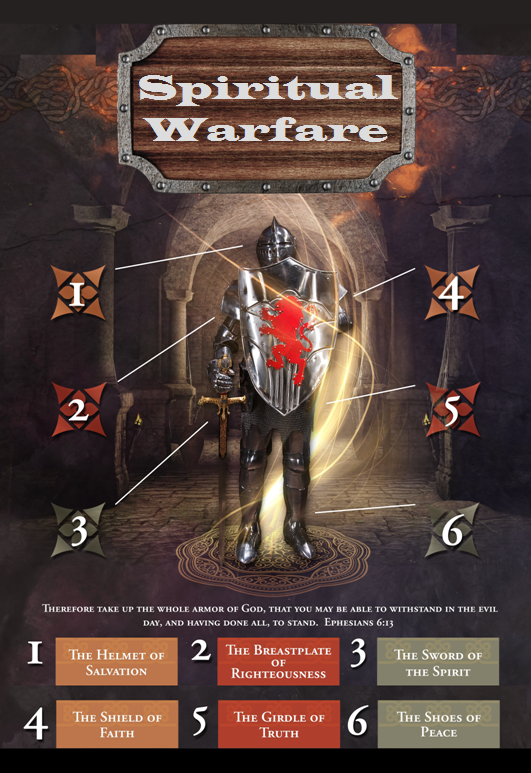 Spiritual
Warfare
1
4
2
5
3
6
Therefore take up the whole armor of God, that you may be able to withstand in the evil
day, and having done all, to stand. Ephesians 6:13
1 The Helmet of
Salvation
2 The Breastplate
of
Righteousness
3 The Sword of
the Spirit
4 The Shield of
Faith
5 The Girdle of
Truth
6 The Shoes of
Peace